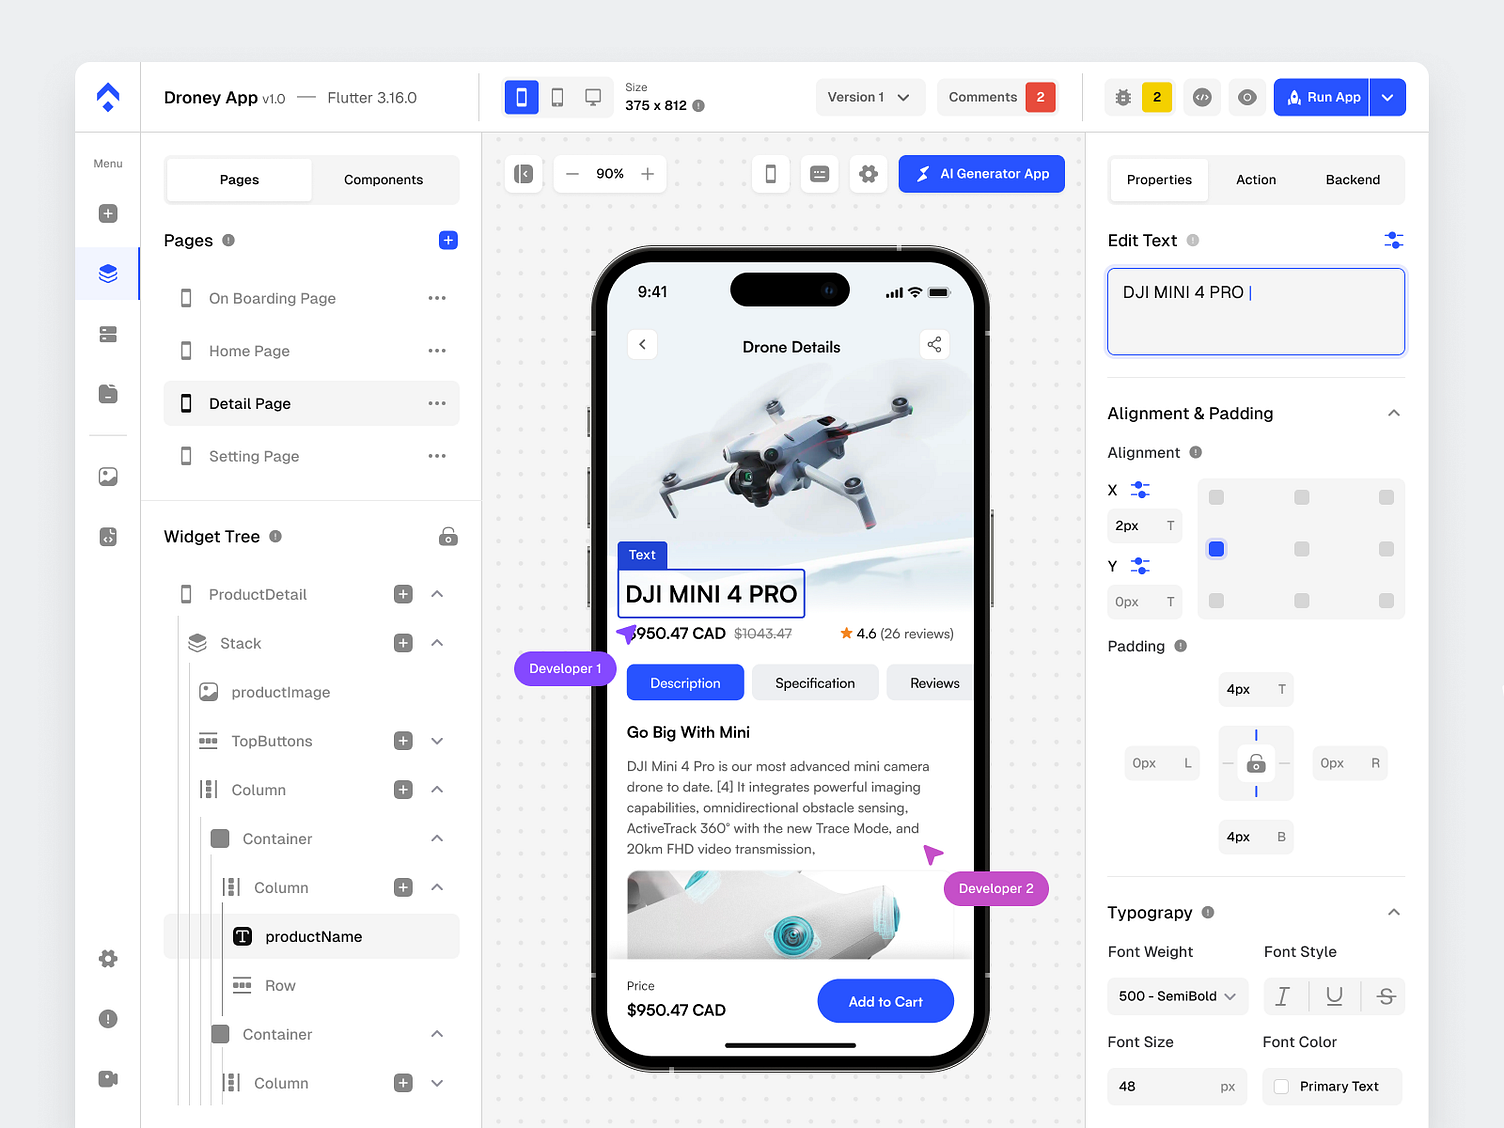 Droney App v1.0 — Flutter 3.16.0
Size
375 x 812
Version 1
Comments 2
2
Run App
Menu
Pages Components
Pages
On Boarding Page
Home Page
Detail Page
Setting Page
Widget Tree
ProductDetail
Stack
productImage
TopButtons
Column
Container
Column
productName
Row
Container
Column
90%
AI Generator App
9:41
Drone Details
Text
DJI MINI 4 PRO
$950.47 CAD $1043.47 4.6 (26 reviews)
Developer 1
Description Specification Reviews
Go Big With Mini
DJI Mini 4 Pro is our most advanced mini camera
drone to date. [4] It integrates powerful imaging
capabilities, omnidirectional obstacle sensing,
ActiveTrack 360° with the new Trace Mode, and
20km FHD video transmission,
Developer 2
Price
$950.47 CAD
Add to Cart
Properties Action Backend
Edit Text
DJI MINI 4 PRO
Alignment & Padding
Alignment
X
2px T
Y
0px T
Padding
4px T
0px L
0px R
4px B
Typograpy
Font Weight Font Style
500 - SemiBold I U S
Font Size Font Color
48 px Primary Text